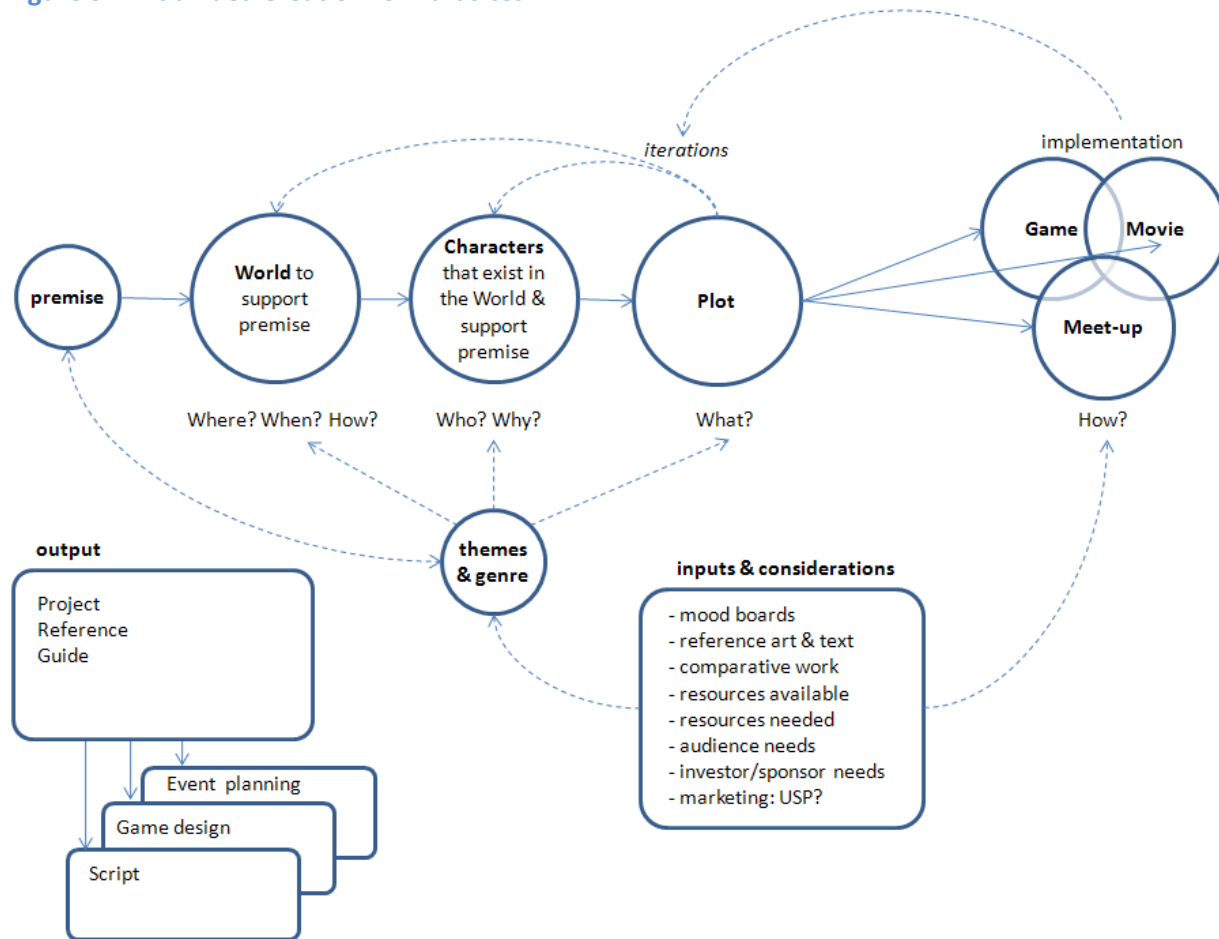 iterations
implementation
Game
Movie
Meet-up
premise
World to
support
premise
Characters
that exist in
the World &
support
premise
Plot
Where? When? How?
Who? Why?
What?
How?
themes
& genre
output
Project
Reference
Guide
Event planning
Game design
Script
inputs & considerations
- mood boards
- reference art & text
- comparative work
- resources available
- resources needed
- audience needs
- investor/sponsor needs
- marketing: USP?